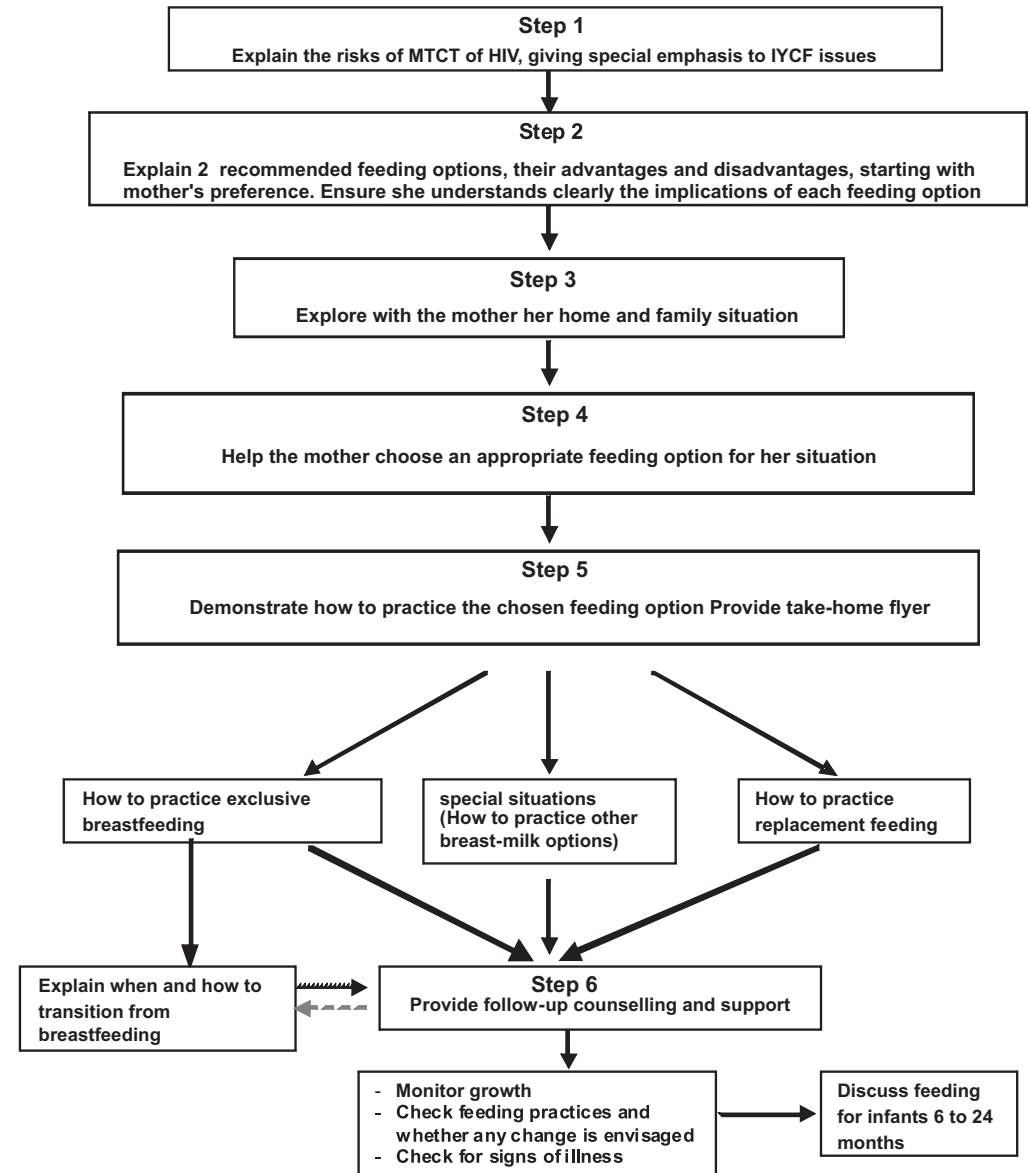 Step 1
Explain the risks of MTCT of HIV, giving special emphasis to IYCF issues
Step 2
Explain 2 recommended feeding options, their advantages and disadvantages, starting with
mother's preference. Ensure she understands clearly the implications of each feeding option
Step 3
Explore with the mother her home and family situation
Step 4
Help the mother choose an appropriate feeding option for her situation
Step 5
Demonstrate how to practice the chosen feeding option Provide take-home flyer
How to practice exclusive
breastfeeding
special situations
(How to practice other
breast-milk options)
How to practice
replacement feeding
Explain when and how to
transition from
breastfeeding
Step 6
Provide follow-up counselling and support
- Monitor growth
- Check feeding practices and
whether any change is envisaged
- Check for signs of illness
Discuss feeding
for infants 6 to 24
months